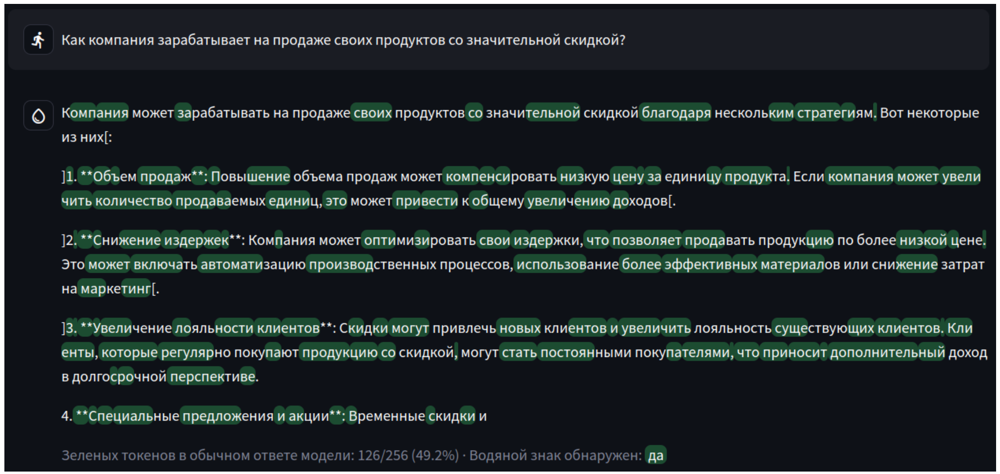 Как компания зарабатывает на продаже своих продуктов со значительной скидкой?
Компания может зарабатывать на продаже своих продуктов со значительной скидкой благодаря нескольким стратегиям. Вот некоторые
из них[:
]1. **Объем продаж**: Повышение объема продаж может компенсировать низкую цену за единицу продукта. Если компания может увели
чить количество продаваемых единиц, это может привести к общему увеличению доходов[.
]2. **Снижение издержек**: Компания может оптимизировать свои издержки, что позволяет продавать продукцию по более низкой цене.
Это может включать автоматизацию производственных процессов, использование более эффективных материалов или снижение затрат
на маркетинг[.
]3. **Увеличение лояльности клиентов**: Скидки могут привлечь новых клиентов и увеличить лояльность существующих клиентов. Кли
енты, которые регулярно покупают продукцию со скидкой, могут стать постоянными покупателями, что приносит дополнительный доход
в долгосрочной перспективе.
4. **Специальные предложения и акции**: Временные скидки и
Зеленых токенов в обычном ответе модели: 126/256 (49.2%) · Водяной знак обнаружен: да